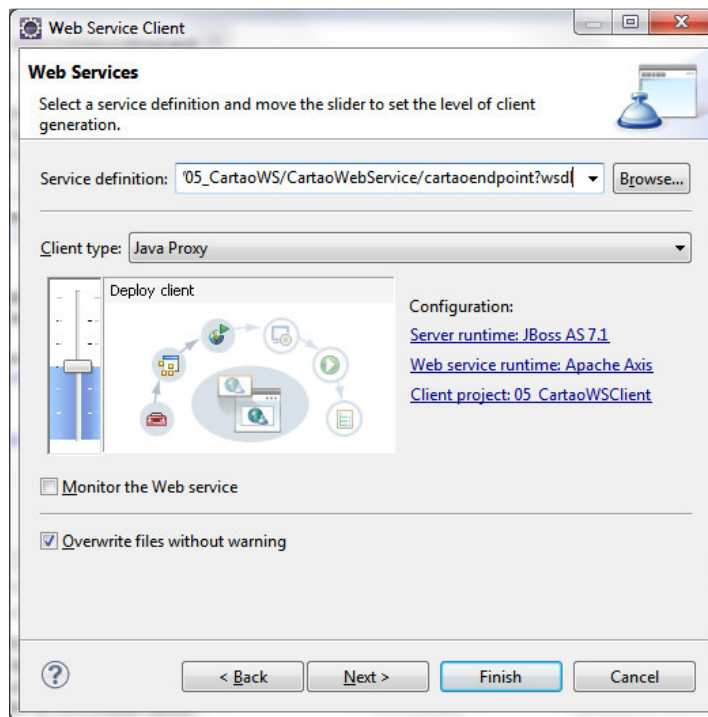 Web Service Client
Web Services
Select a service definition and move the slider to set the level of client
generation.
Service definition: '05_CartaoWS/CartaoWebService/cartaoendpoint?wsdl Browse...
Client type: Java Proxy
Deploy client
Configuration:
Server runtime: JBoss AS 7.1
Web service runtime: Apache Axis
Client project: 05_CartaoWSClient
Monitor the Web service
Overwrite files without warning
? < Back Next > Finish Cancel